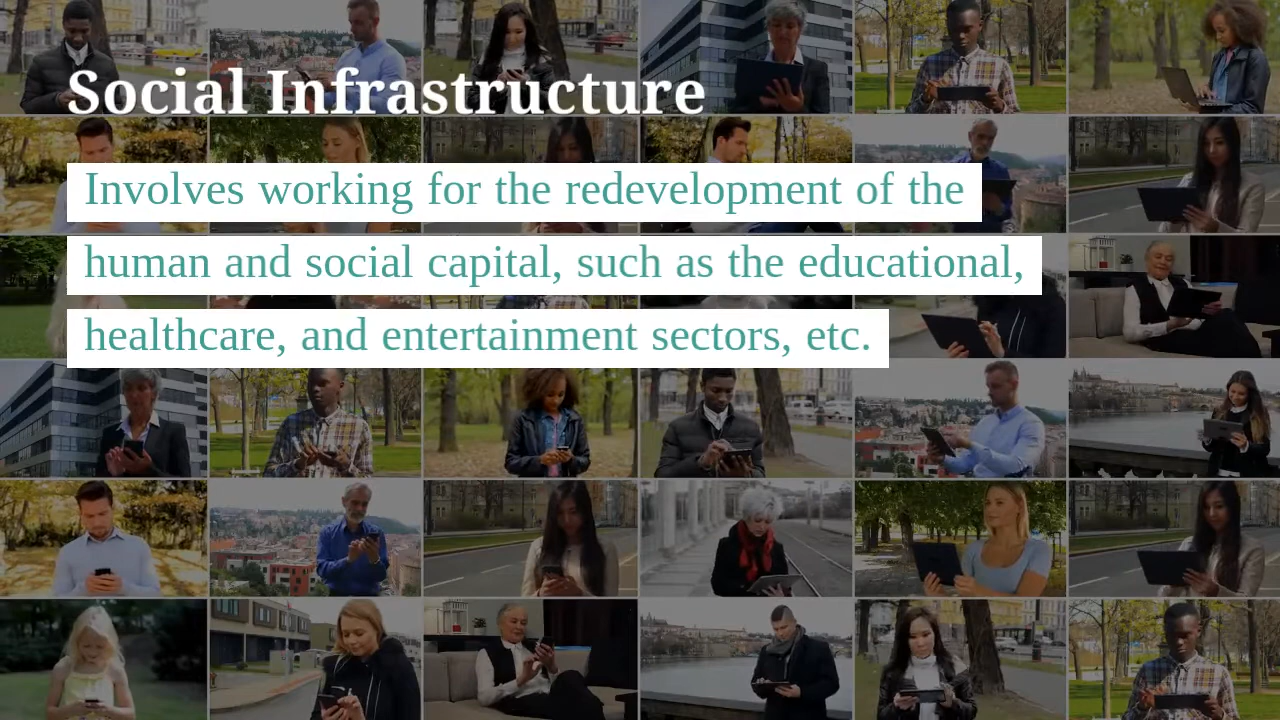 Social Infrastructure
Involves working for the redevelopment of the
human and social capital, such as the educational,
healthcare, and entertainment sectors, etc.